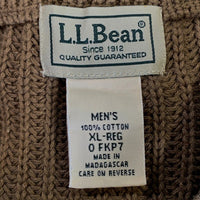 L.L.Bean
Since 1912
QUALITY GUARANTEED
MEN'S
100% COTTON
XL-REG
0 FKP7
MADE IN
MADAGASCAR
CARE ON REVERSE